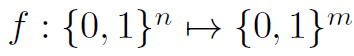 f : {0, 1}ⁿ ↦ {0, 1}ᵐ